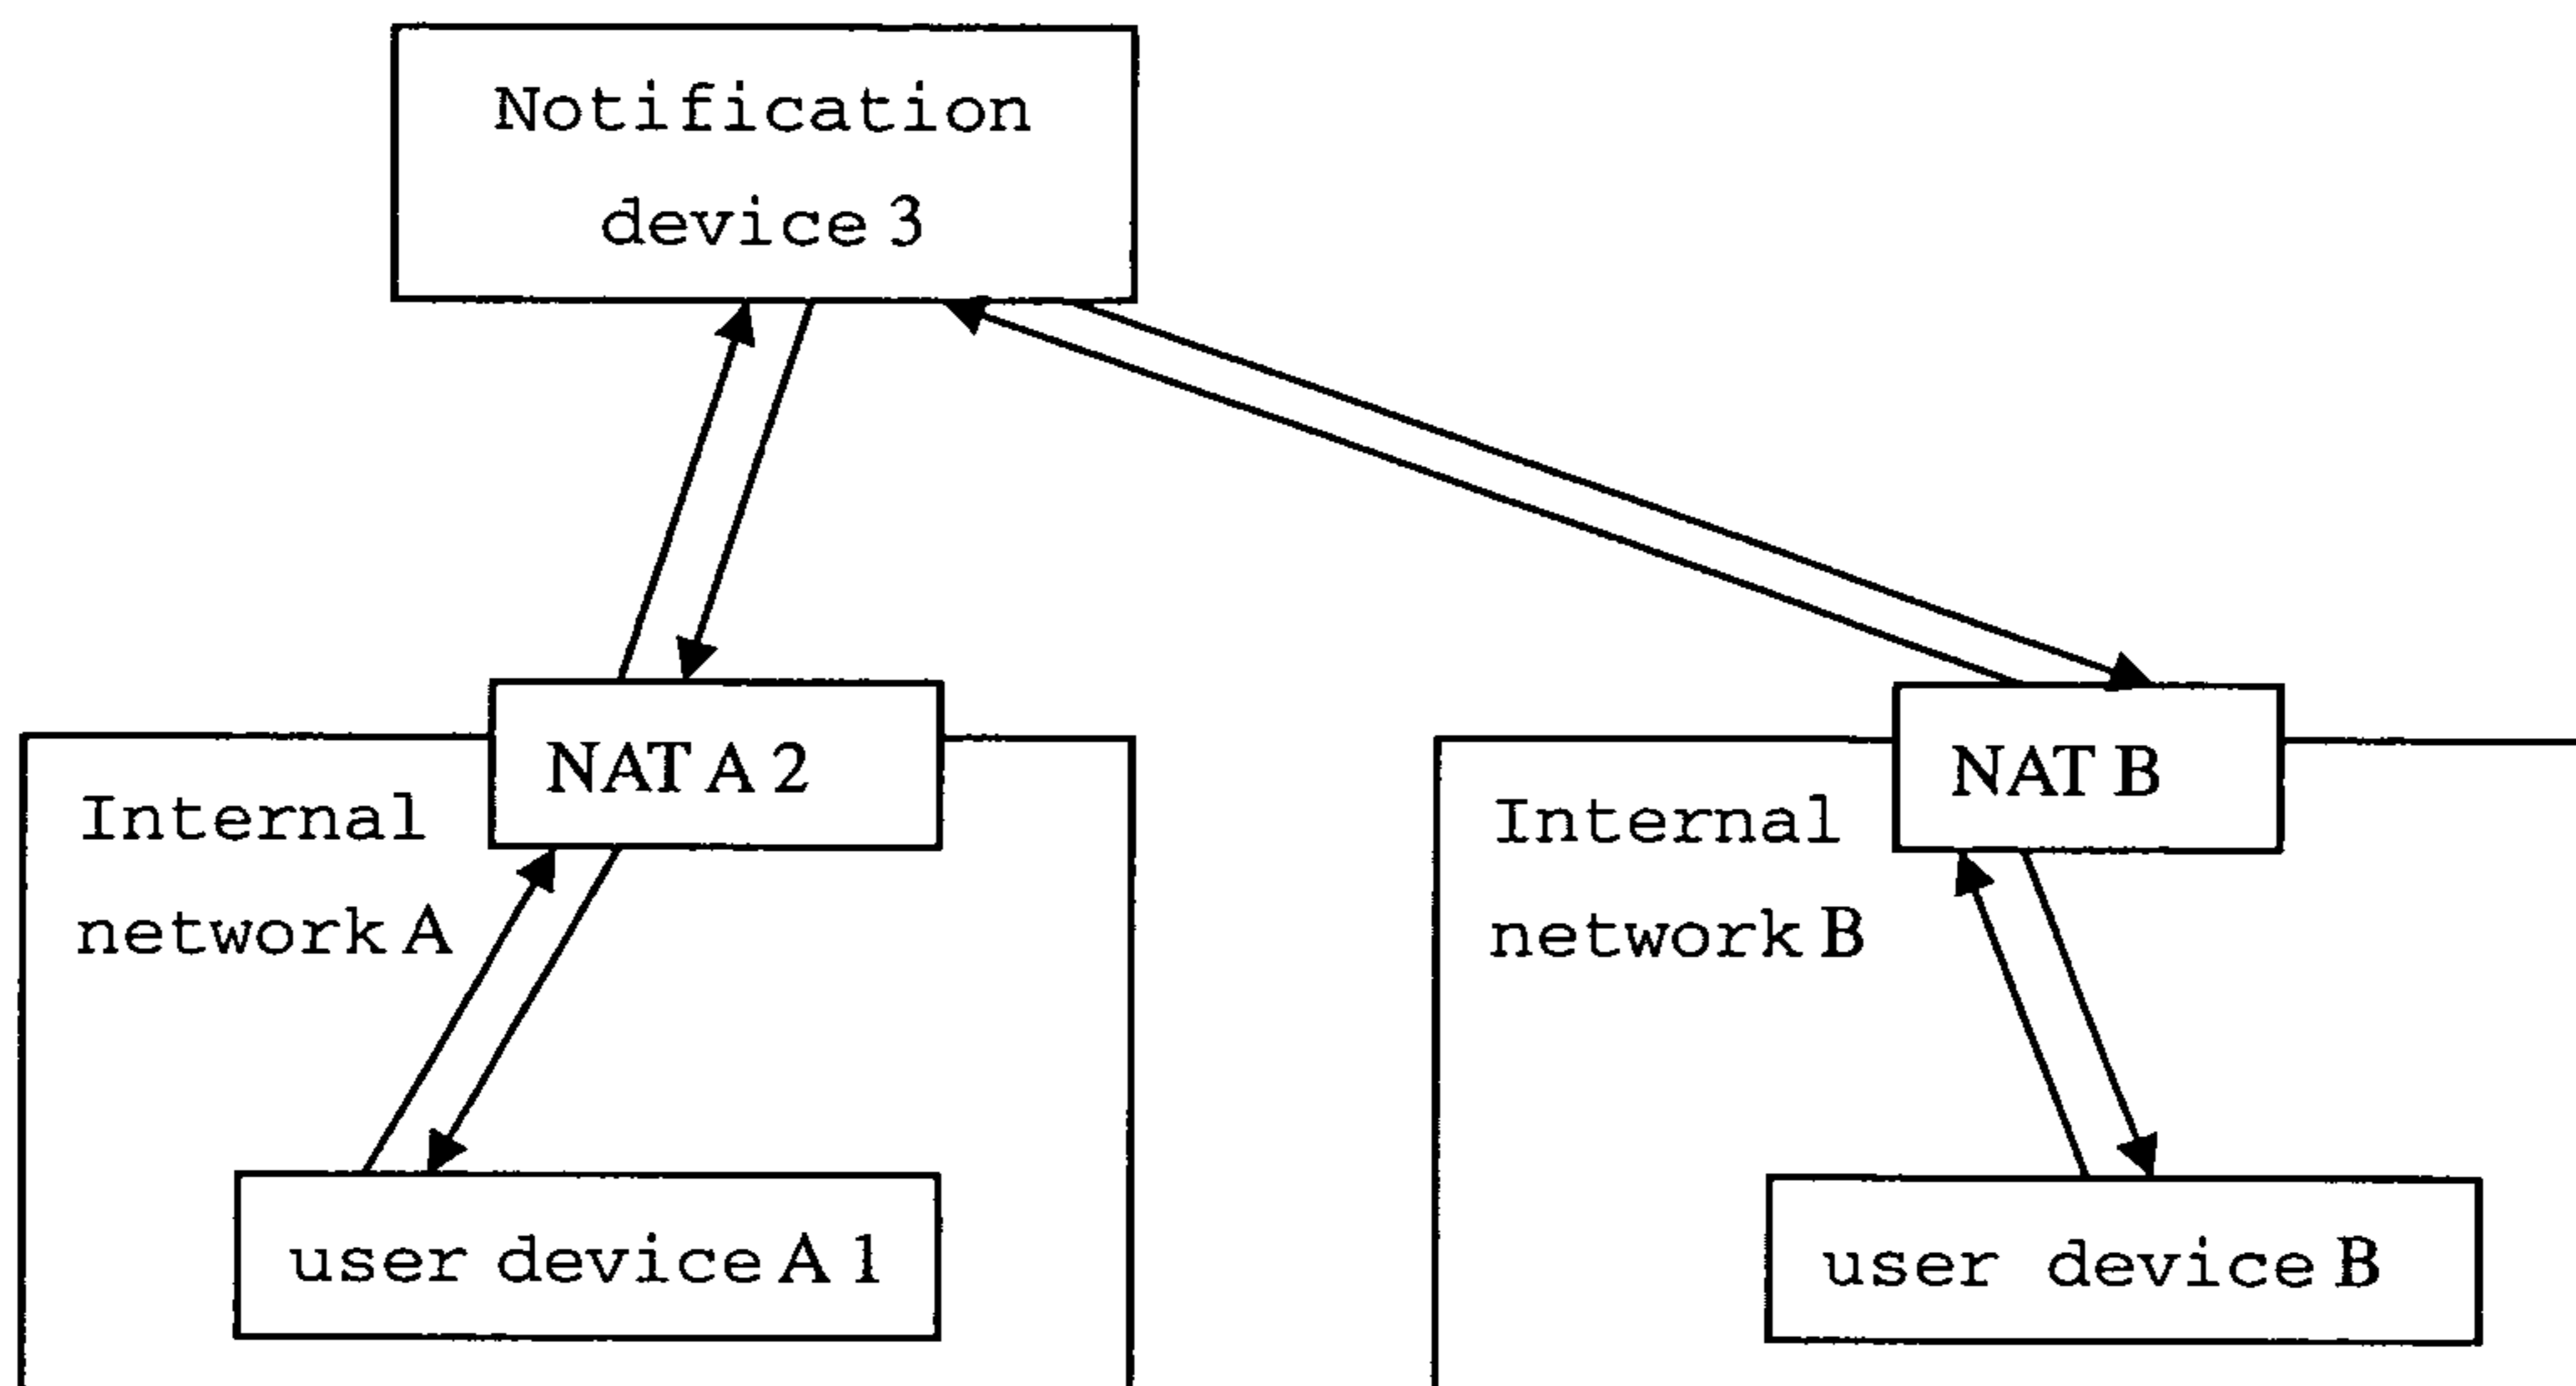 Notification
device 3
NAT A 2
NAT B
Internal
network A
Internal
network B
user device A 1
user device B